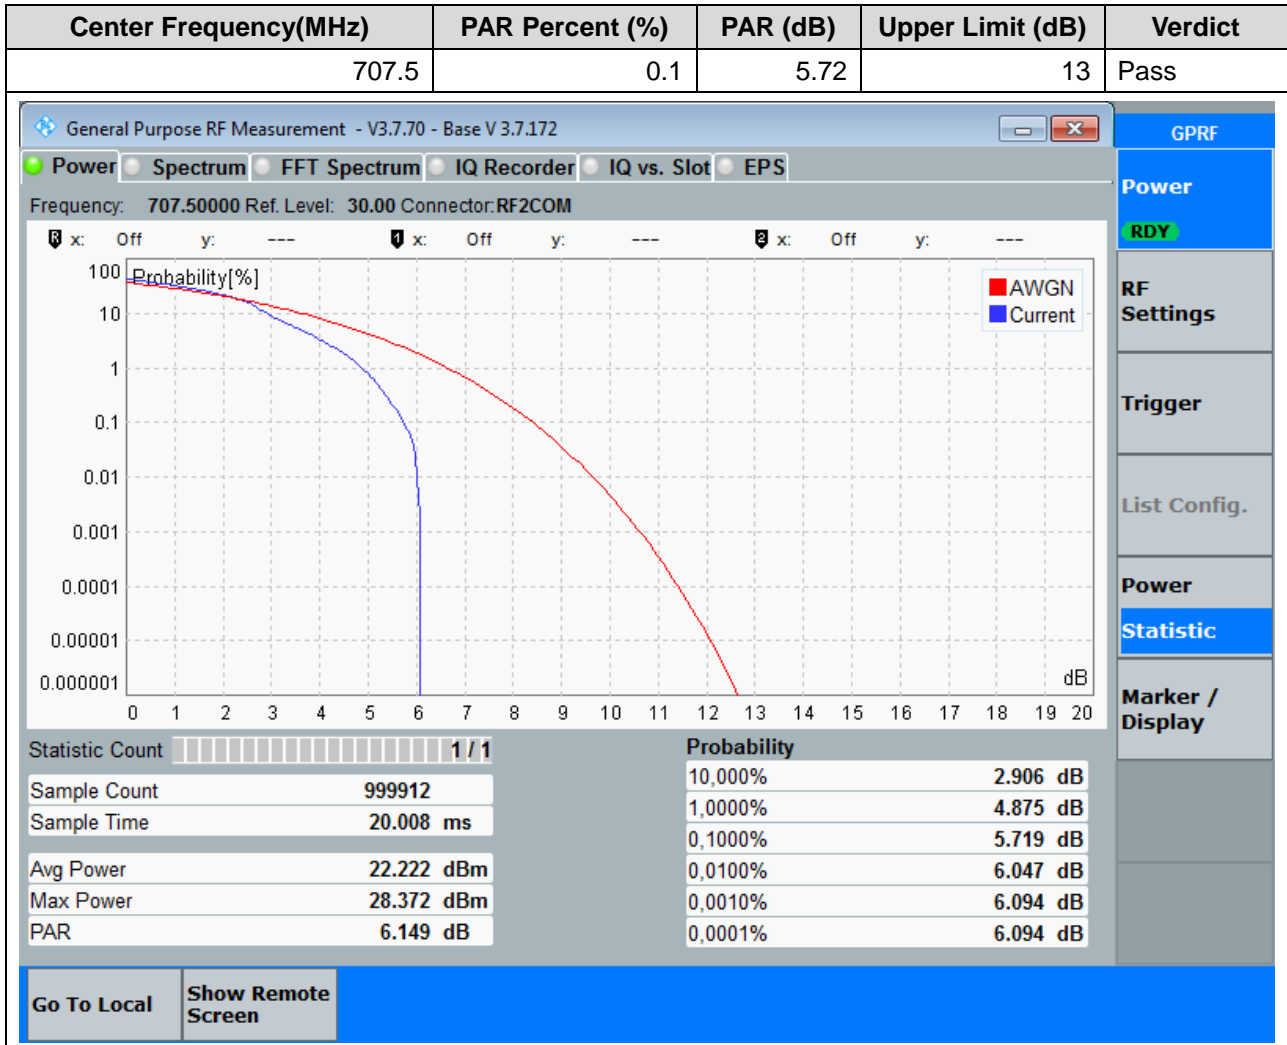 Center Frequency(MHz) PAR Percent (%) PAR (dB) Upper Limit (dB) Verdict
707.5 0.1 5.72 13 Pass
General Purpose RF Measurement - V3.7.70 - Base V 3.7.172
GPRF
Power Spectrum FFT Spectrum IQ Recorder IQ vs. Slot EPS
Frequency: 707.50000 Ref. Level: 30.00 Connector:RF2COM
R x: Off y: --- 1 x: Off y: --- 2 x: Off y: ---
Probability[%]
AWGN
Current
100
10
1
0.1
0.01
0.001
0.0001
0.00001
0.000001
dB
0 1 2 3 4 5 6 7 8 9 10 11 12 13 14 15 16 17 18 19 20
Statistic Count 1 / 1
Sample Count 999912
Sample Time 20.008 ms
Avg Power 22.222 dBm
Max Power 28.372 dBm
PAR 6.149 dB
Probability
10,000% 2.906 dB
1,0000% 4.875 dB
0,1000% 5.719 dB
0,0100% 6.047 dB
0,0010% 6.094 dB
0,0001% 6.094 dB
Power
RDY
RF
Settings
Trigger
List Config.
Power
Statistic
Marker /
Display
Go To Local
Show Remote
Screen